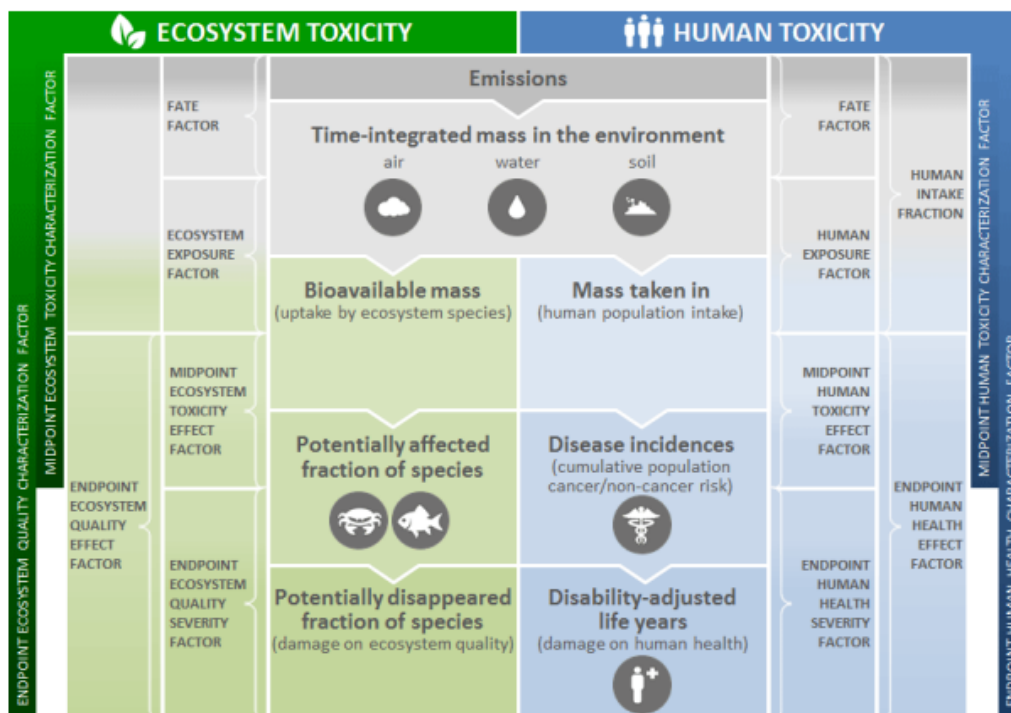 ECOSYSTEM TOXICITY
HUMAN TOXICITY
ENDPOINT ECOSYSTEM QUALITY CHARACTERIZATION FACTOR
MIDPOINT ECOSYSTEM TOXICITY CHARACTERIZATION FACTOR
ENDPOINT
ECOSYSTEM
QUALITY
EFFECT
FACTOR
FATE
FACTOR
ECOSYSTEM
EXPOSURE
FACTOR
MIDPOINT
ECOSYSTEM
TOXICITY
EFFECT
FACTOR
ENDPOINT
ECOSYSTEM
QUALITY
SEVERITY
FACTOR
Emissions
Time-integrated mass in the environment
air water soil
Bioavailable mass
(uptake by ecosystem species)
Mass taken in
(human population intake)
Potentially affected
fraction of species
Disease incidences
(cumulative population
cancer/non-cancer risk)
Potentially disappeared
fraction of species
(damage on ecosystem quality)
Disability-adjusted
life years
(damage on human health)
FATE
FACTOR
HUMAN
EXPOSURE
FACTOR
MIDPOINT
HUMAN
TOXICITY
EFFECT
FACTOR
ENDPOINT
HUMAN
HEALTH
SEVERITY
FACTOR
HUMAN
INTAKE
FRACTION
ENDPOINT
HUMAN
HEALTH
EFFECT
FACTOR
MIDPOINT HUMAN TOXICITY CHARACTERIZATION FACTOR
ENDPOINT HUMAN HEALTH CHARACTERIZATION FACTOR